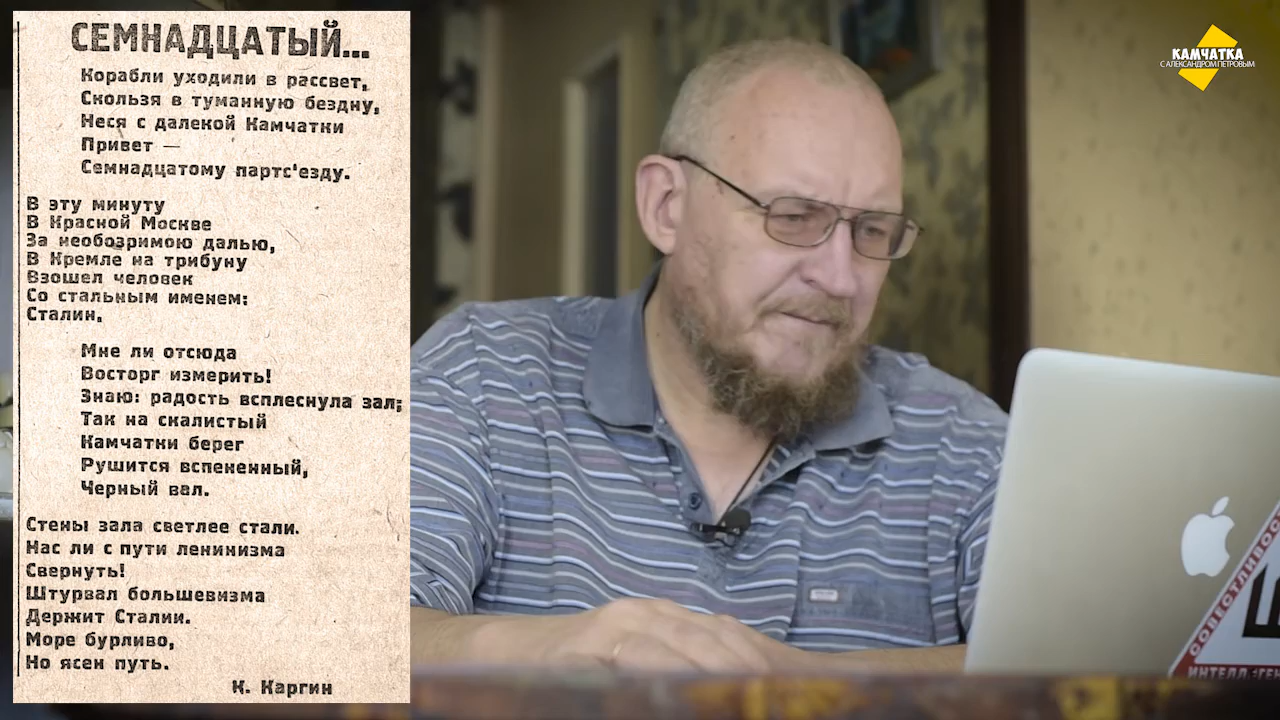 СЕМНАДЦАТЫЙ...
Корабли уходили в рассвет,
Скользя в туманную бездну,
Неся с далекой Камчатки
Привет —
Семнадцатому партс'езду.
В эту минуту
В Красной Москве
За необозримою далью,
В Кремле на трибуну
Взошел человек
Со стальным именем:
Сталин.
Мне ли отсюда
Восторг измерить!
Знаю: радость всплеснула зал;
Так на скалистый
Камчатки берег
Рушится вспененный,
Черный вал.
Стены зала светлее стали.
Нас ли с пути ленинизма
Свернуть!
Штурвал большевизма
Держит Сталин.
Море бурливо,
Но ясен путь.
К. Каргин
КАМЧАТКА
С АЛЕКСАНДРОМ ПЕТРОВЫМ
СОВЕСТЛИВОС
ИНТЕЛЛ